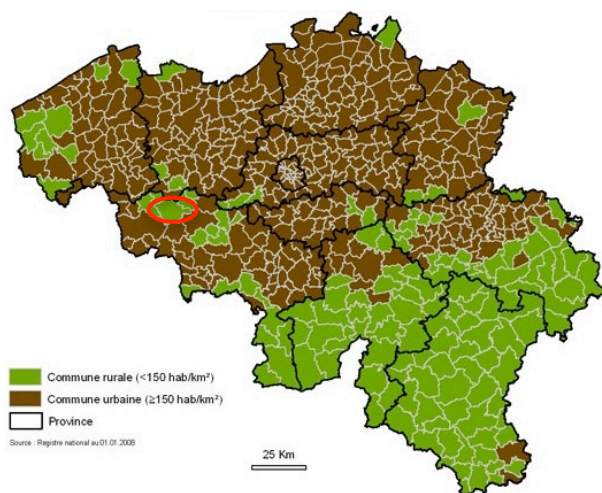 Commune rurale (<150 hab/km²)
Commune urbaine (≥150 hab/km²)
Province
Source : Registre national au 01.01.2008
25 Km